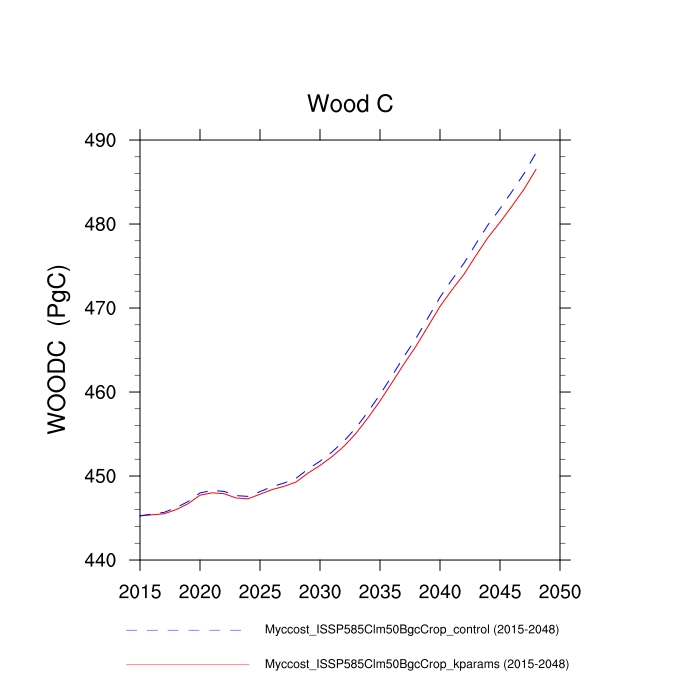 Wood C
WOODC (PgC)
490
480
470
460
450
440
2015 2020 2025 2030 2035 2040 2045 2050
Myccost_ISSP585Clm50BgcCrop_control (2015-2048)
Myccost_ISSP585Clm50BgcCrop_kparams (2015-2048)